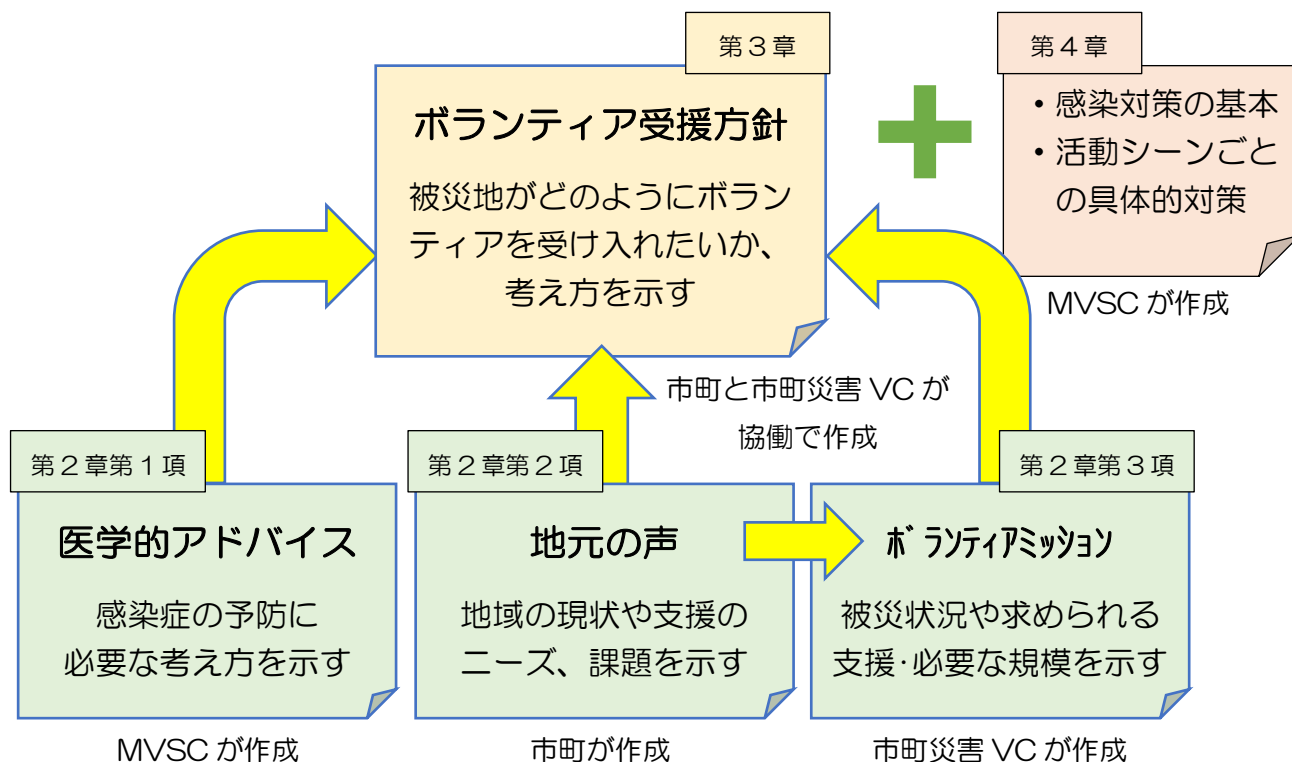 第３章
ボランティア受援方針
被災地がどのようにボラン
ティアを受け入れたいか、
考え方を示す
第４章
・感染対策の基本
・活動シーンごと
の具体的対策
MVSC が作成
市町と市町災害 VC が
協働で作成
第２章第１項
医学的アドバイス
感染症の予防に
必要な考え方を示す
MVSC が作成
第２章第２項
地元の声
地域の現状や支援の
ニーズ、課題を示す
市町が作成
第２章第３項
ﾎﾞﾗﾝﾃｨｱﾐｯｼｮﾝ
被災状況や求められる
支援･必要な規模を示す
市町災害 VC が作成